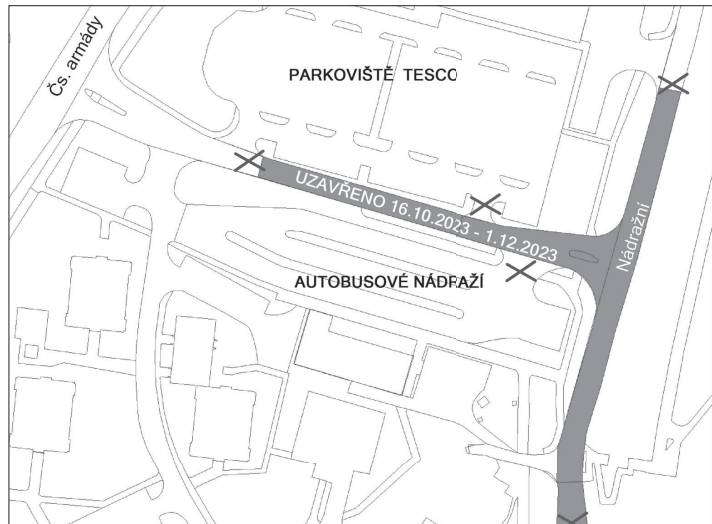 Čs. armády
PARKOVIŠTĚ TESCO
UZAVŘENO 16.10.2023 - 1.12.2023
Nádražní
AUTOBUSOVÉ NÁDRAŽÍ